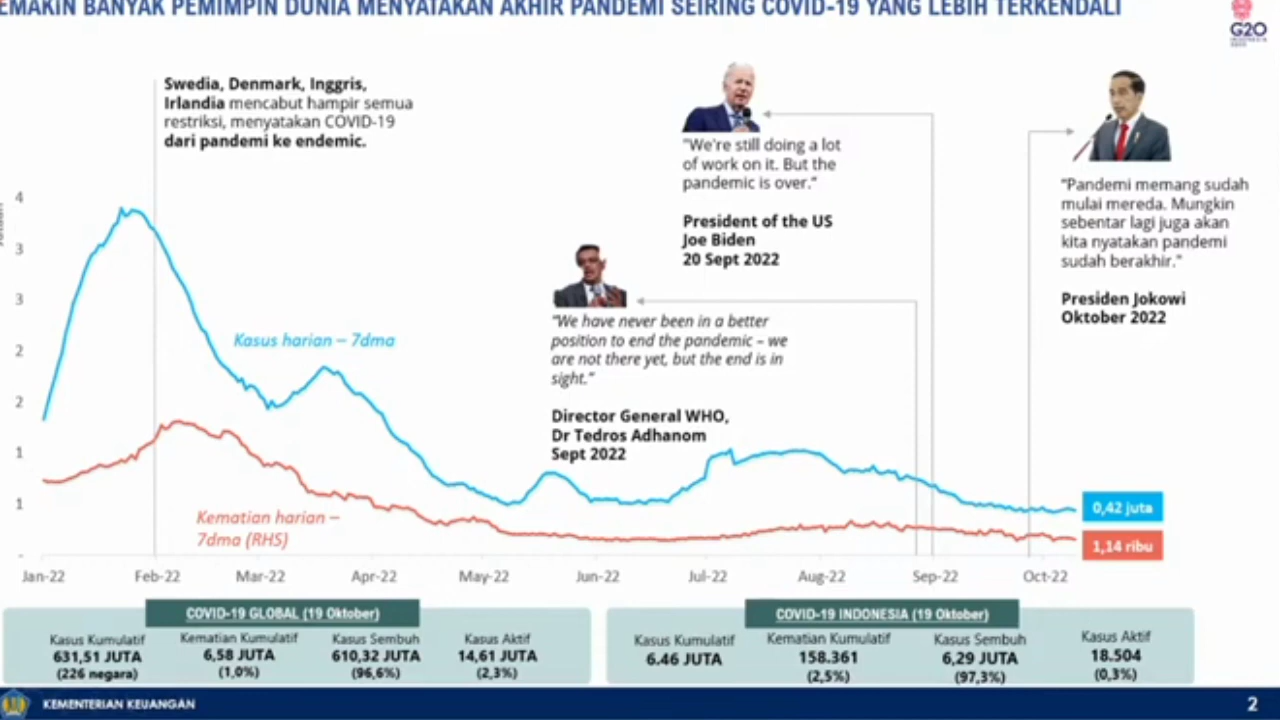 EMAKIN BANYAK PEMIMPIN DUNIA MENYATAKAN AKHIR PANDEMI SEIRING COVID-19 YANG LEBIH TERKENDALI
G20
Swedia, Denmark, Inggris,
Irlandia mencabut hampir semua
restriksi, menyatakan COVID-19
dari pandemi ke endemic.
"We're still doing a lot
of work on it. But the
pandemic is over."
President of the US
Joe Biden
20 Sept 2022
"Pandemi memang sudah
mulai mereda. Mungkin
sebentar lagi juga akan
kita nyatakan pandemi
sudah berakhir."
Presiden Jokowi
Oktober 2022
"We have never been in a better
position to end the pandemic – we
are not there yet, but the end is in
sight."
Director General WHO,
Dr Tedros Adhanom
Sept 2022
4
3
3
2
2
1
1
-
Kasus harian – 7dma
Kematian harian –
7dma (RHS)
0,42 juta
1,14 ribu
Jan-22 Feb-22 Mar-22 Apr-22 May-22 Jun-22 Jul-22 Aug-22 Sep-22 Oct-22
COVID-19 GLOBAL (19 Oktober)
Kasus Kumulatif Kematian Kumulatif Kasus Sembuh Kasus Aktif
631,51 JUTA 6,58 JUTA 610,32 JUTA 14,61 JUTA
(226 negara) (1,0%) (96,6%) (2,3%)
COVID-19 INDONESIA (19 Oktober)
Kasus Kumulatif Kematian Kumulatif Kasus Sembuh Kasus Aktif
6.46 JUTA 158.361 6,29 JUTA 18.504
(2,5%) (97,3%) (0,3%)
KEMENTERIAN KEUANGAN
2